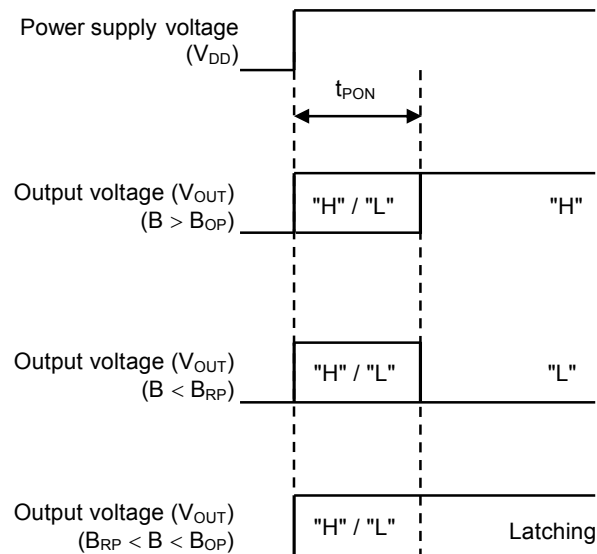 Power supply voltage
(VDD)
tPON
Output voltage (VOUT)
(B > BOP)
"H" / "L"
"H"
Output voltage (VOUT)
(B < BRP)
"H" / "L"
"L"
Output voltage (VOUT)
(BRP < B < BOP)
"H" / "L"
Latching